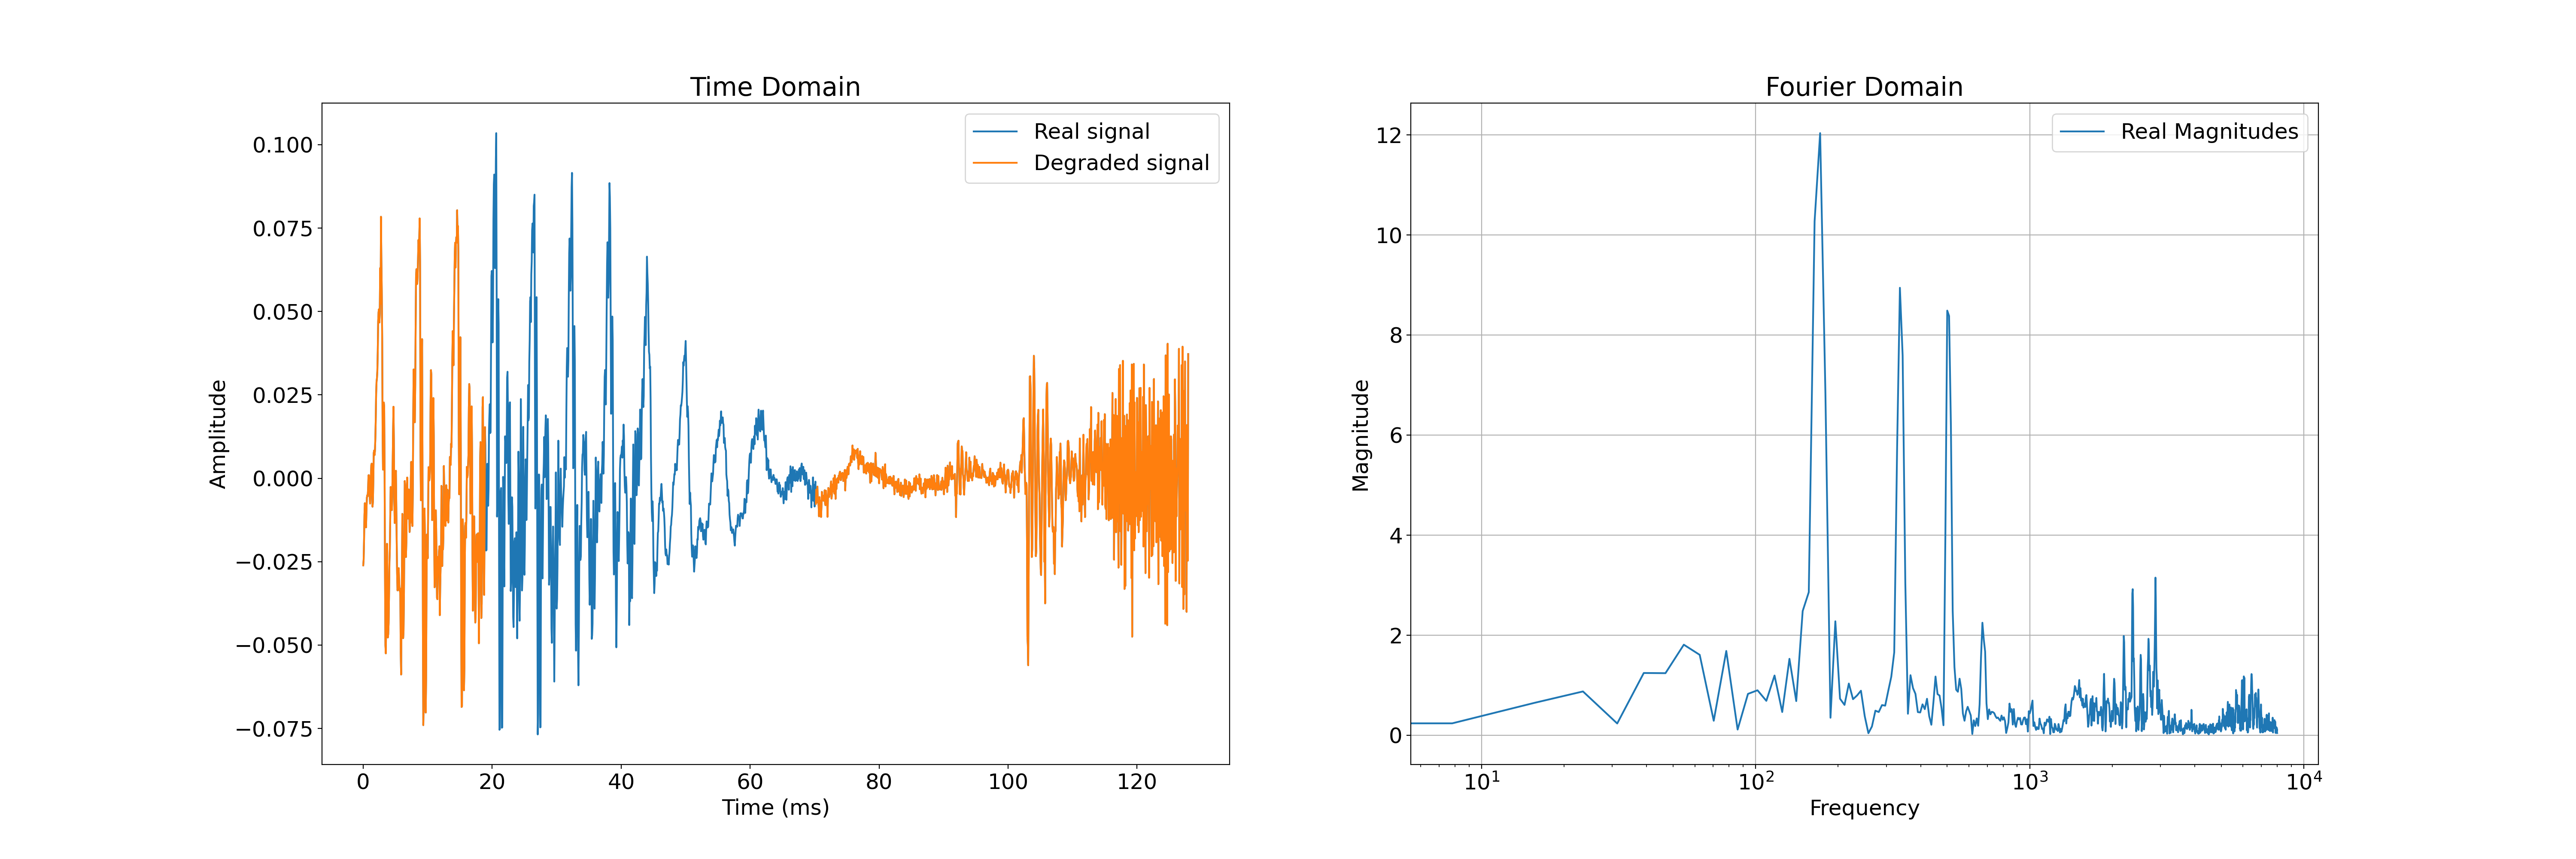 Time Domain
Real signal
Degraded signal
0.100
0.075
0.050
0.025
0.000
−0.025
−0.050
−0.075
Amplitude
0 20 40 60 80 100 120
Time (ms)
Fourier Domain
Real Magnitudes
12
10
8
6
4
2
0
Magnitude
10¹ 10² 10³ 10⁴
Frequency